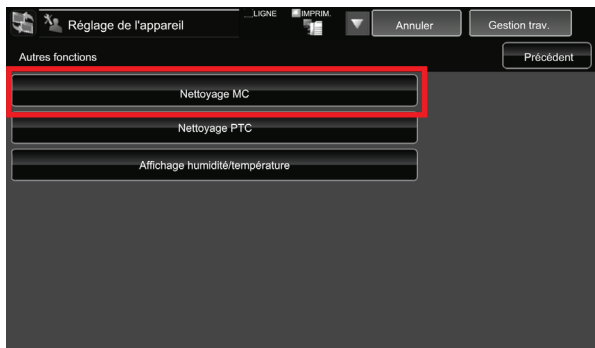 Réglage de l'appareil
LIGNE
IMPRIM.
Annuler
Gestion trav.
Autres fonctions
Précédent
Nettoyage MC
Nettoyage PTC
Affichage humidité/température